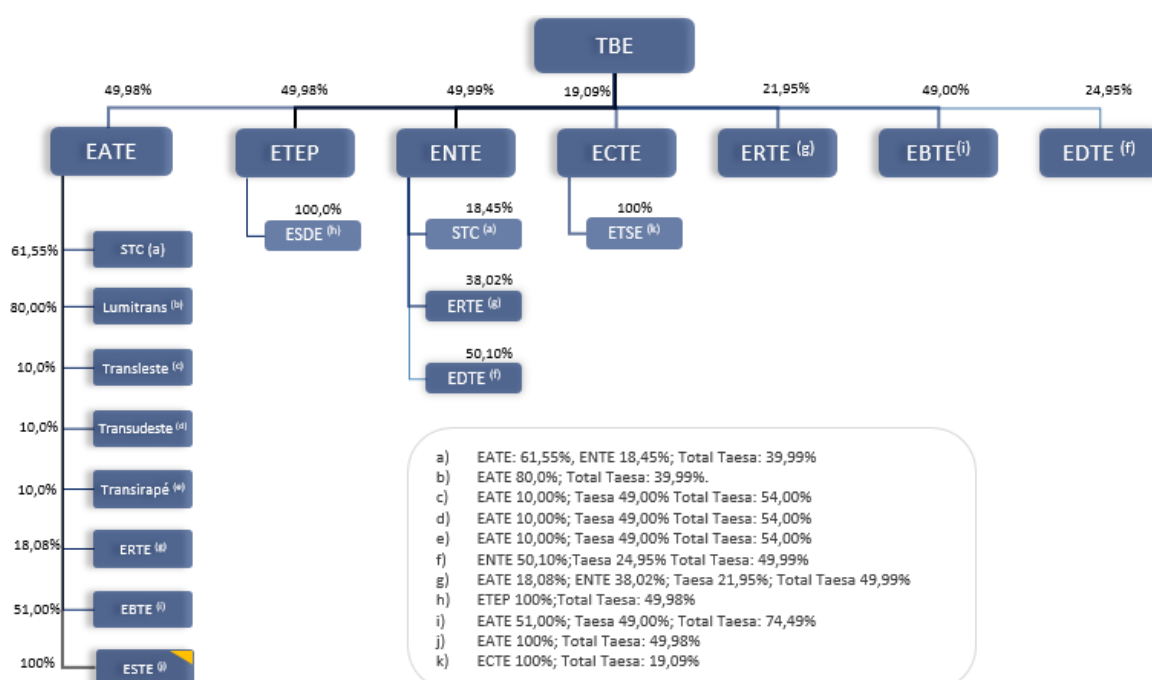 TBE
49,98%
49,98%
49,99%
19,09%
21,95%
49,00%
24,95%
EATE
ETEP
ENTE
ECTE
ERTE (g)
EBTE(i)
EDTE (f)
100,0%
ESDE (h)
18,45%
STC (a)
100%
ETSE (k)
61,55%
STC (a)
38,02%
ERTE (g)
80,00%
Lumitrans (b)
50,10%
EDTE (f)
10,0%
Transleste (c)
10,0%
Transudeste (d)
10,0%
Transirapé (e)
18,08%
ERTE (g)
51,00%
EBTE (i)
100%
ESTE (j)
a) EATE: 61,55%, ENTE 18,45%; Total Taesa: 39,99%
b) EATE 80,0%; Total Taesa: 39,99%.
c) EATE 10,00%; Taesa 49,00% Total Taesa: 54,00%
d) EATE 10,00%; Taesa 49,00% Total Taesa: 54,00%
e) EATE 10,00%; Taesa 49,00% Total Taesa: 54,00%
f) ENTE 50,10%;Taesa 24,95% Total Taesa: 49,99%
g) EATE 18,08%; ENTE 38,02%; Taesa 21,95%; Total Taesa 49,99%
h) ETEP 100%;Total Taesa: 49,98%
i) EATE 51,00%; Taesa 49,00%; Total Taesa: 74,49%
j) EATE 100%; Total Taesa: 49,98%
k) ECTE 100%; Total Taesa: 19,09%